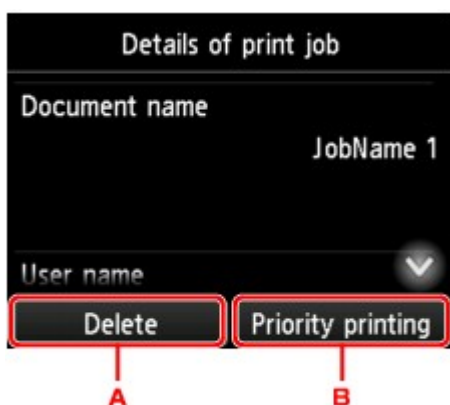 Details of print job
Document name
JobName 1
User name
Delete
Priority printing
A
B